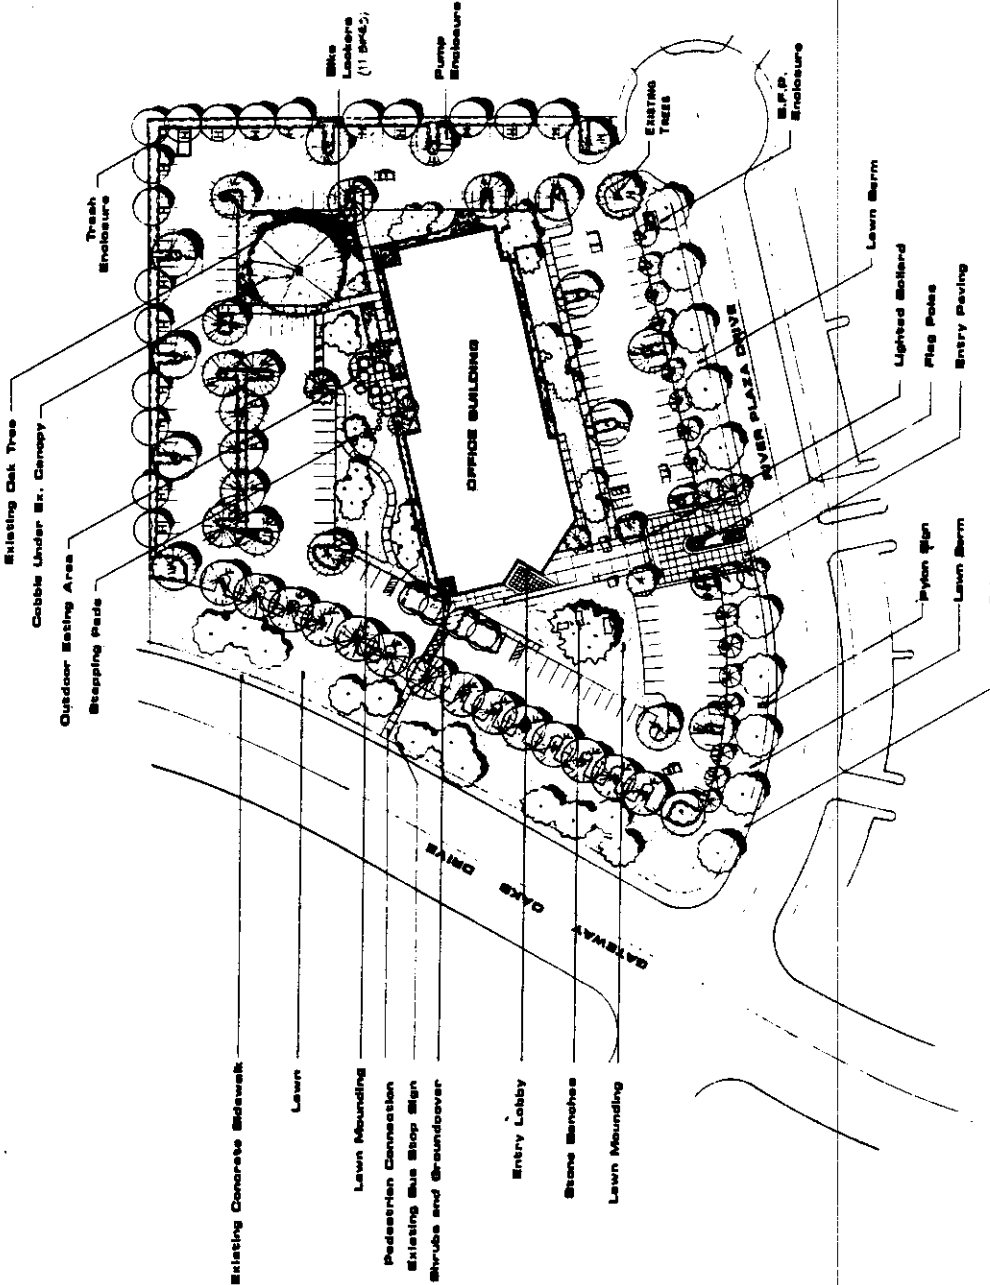 Existing Oak Tree
Cobble Under Ex. Canopy
Outdoor Eating Area
Stepping Pads
Trash
Enclosure
Bike
Lockers
Pump
Enclosure
EXISTING
TREES
B.F.P.
Enclosure
Lawn Berm
Lighted Bollard
Flag Poles
Entry Paving
Pylon Sign
Lawn Berm
OFFICE BUILDING
RIVER PLAZA DRIVE
GATEWAY OAKS DRIVE
Existing Concrete Sidewalk
Lawn
Lawn Mounding
Pedestrian Connection
Existing Bus Stop Sign
Shrubs and Groundcover
Entry Lobby
Stone Benches
Lawn Mounding